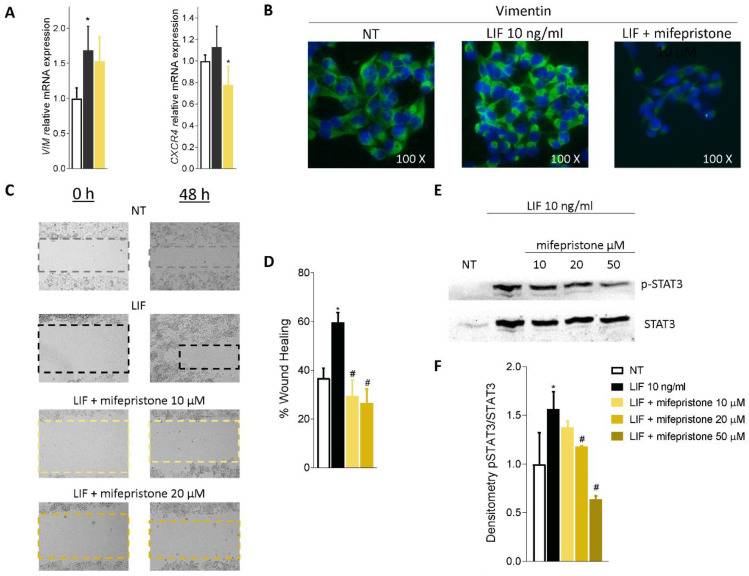 A
VIM relative mRNA expression
2.0
1.5
1.0
0.5
0.0
*
CXCR4 relative mRNA expression
1.5
1.2
1.0
0.8
0.5
0.2
0.0
*
B
Vimentin
NT
LIF 10 ng/ml
LIF + mifepristone
100 X
100 X
100 X
C
0 h
48 h
NT
LIF
LIF + mifepristone 10 μM
LIF + mifepristone 20 μM
D
% Wound Healing
80
60
40
20
0
*
#
#
E
LIF 10 ng/ml
mifepristone μM
NT
10
20
50
p-STAT3
STAT3
F
Densitometry pSTAT3/STAT3
2.0
1.5
1.0
0.5
0.0
*
#
#
NT
LIF 10 ng/ml
LIF + mifepristone 10 μM
LIF + mifepristone 20 μM
LIF + mifepristone 50 μM